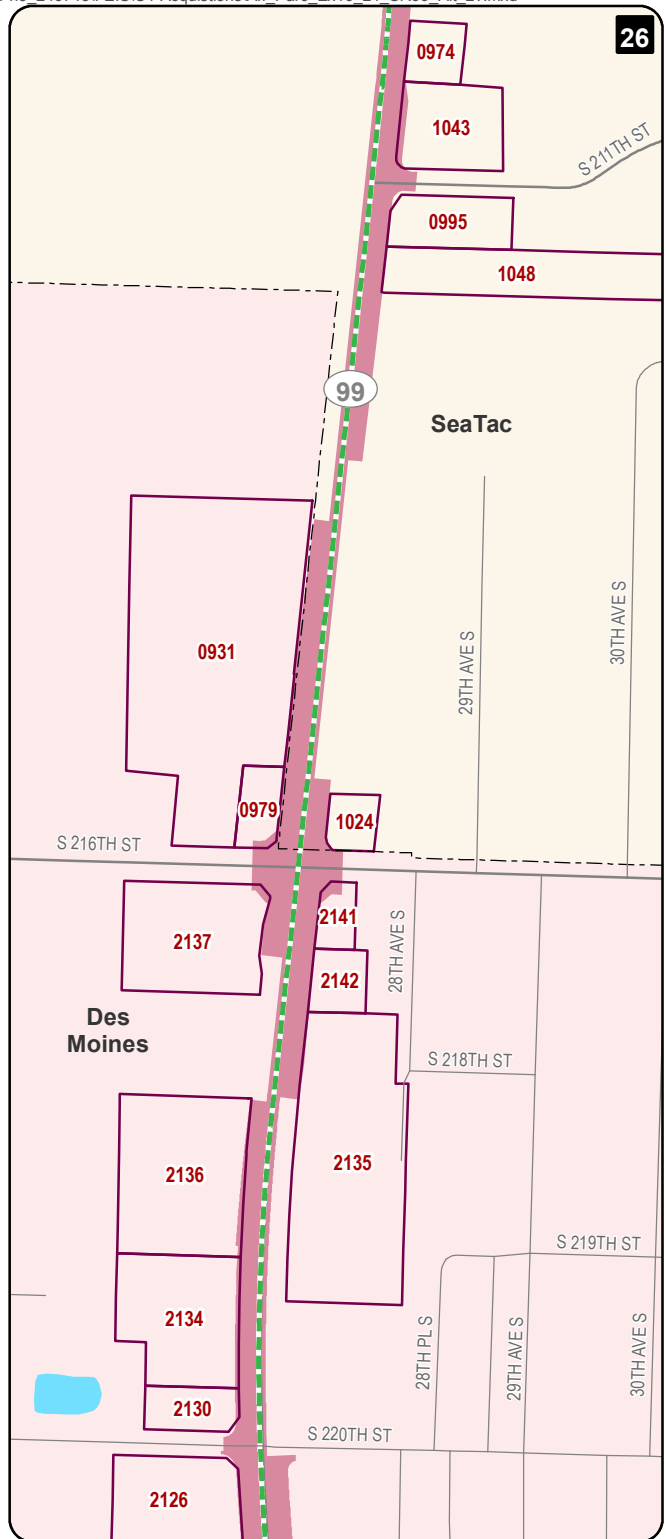 26
0974
1043
S 211TH ST
0995
1048
99
SeaTac
29TH AVE S
30TH AVE S
0931
0979
1024
S 216TH ST
2141
2137
2142
28TH AVE S
Des
Moines
S 218TH ST
2135
2136
S 219TH ST
2134
28TH PL S
29TH AVE S
30TH AVE S
2130
S 220TH ST
2126